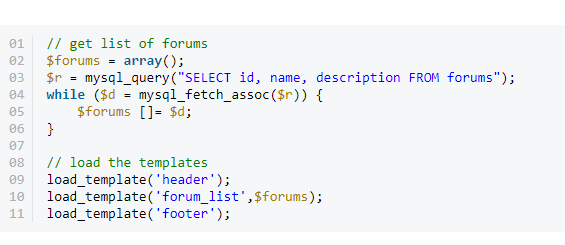 01 // get list of forums
02 $forums = array();
03 $r = mysql_query("SELECT id, name, description FROM forums");
04 while ($d = mysql_fetch_assoc($r)) {
05     $forums []= $d;
06 }
07
08 // load the templates
09 load_template('header');
10 load_template('forum_list',$forums);
11 load_template('footer');